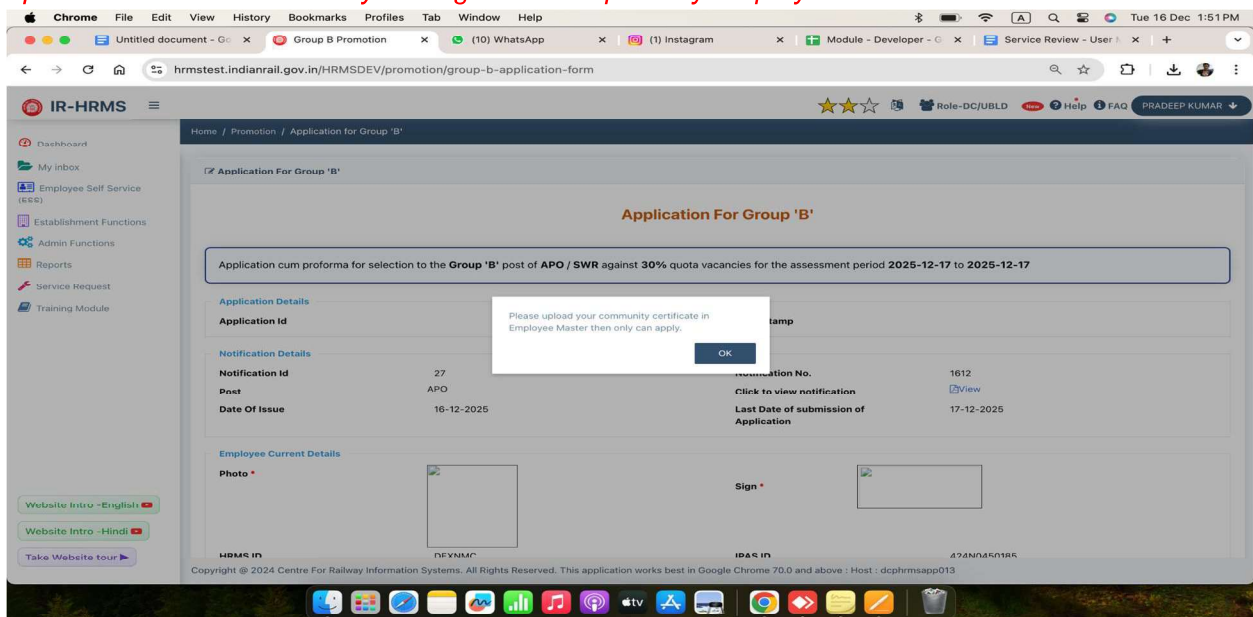 Chrome File Edit View History Bookmarks Profiles Tab Window Help A Tue 16 Dec 1:51 PM
Untitled document - Go Group B Promotion (10) WhatsApp (1) Instagram Module - Developer - G Service Review - User
hrmstest.indianrail.gov.in/HRMSDEV/promotion/group-b-application-form
IR-HRMS Role-DC/UBLD New Help FAQ PRADEEP KUMAR
Home / Promotion / Application for Group 'B'
Dashboard
My inbox
Employee Self Service
(ESS)
Establishment Functions
Admin Functions
Reports
Service Request
Training Module
Application For Group 'B'
Application For Group 'B'
Application cum proforma for selection to the Group 'B' post of APO / SWR against 30% quota vacancies for the assessment period 2025-12-17 to 2025-12-17
Application Details
Application Id
Please upload your community certificate in
Employee Master then only can apply.
OK
Notification Details
Notification Id 27 Notification No. 1612
Post APO Click to view notification View
Date Of Issue 16-12-2025 Last Date of submission of
Application 17-12-2025
Employee Current Details
Photo * Sign *
HRMS ID DFXNMC IPAS ID 424N0450185
Website Intro -English
Website Intro -Hindi
Take Website tour
Copyright @ 2024 Centre For Railway Information Systems. All Rights Reserved. This application works best in Google Chrome 70.0 and above : Host : dcphrmsapp013
tv